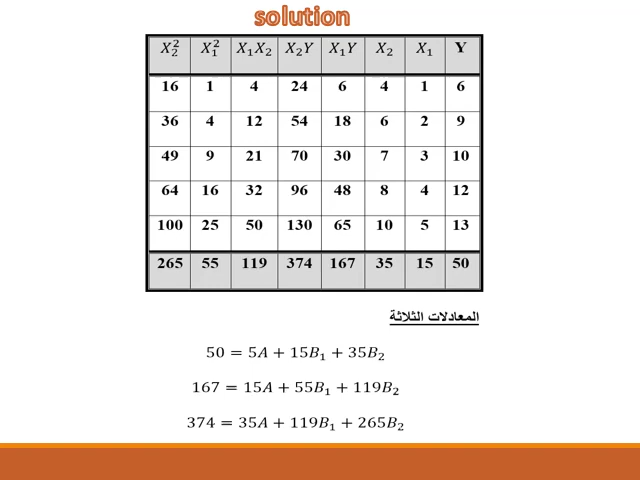 solution
X₂² X₁² X₁X₂ X₂Y X₁Y X₂ X₁ Y
16 1 4 24 6 4 1 6
36 4 12 54 18 6 2 9
49 9 21 70 30 7 3 10
64 16 32 96 48 8 4 12
100 25 50 130 65 10 5 13
265 55 119 374 167 35 15 50
المعادلات الثلاثة
50 = 5A + 15B₁ + 35B₂
167 = 15A + 55B₁ + 119B₂
374 = 35A + 119B₁ + 265B₂